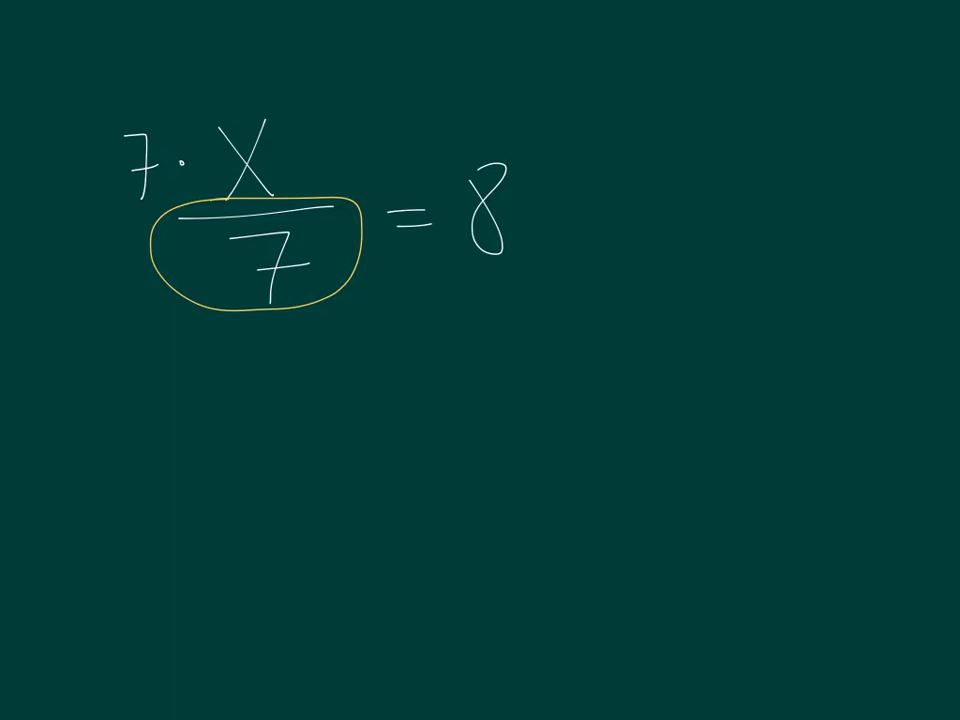 7 · X
7
= 8